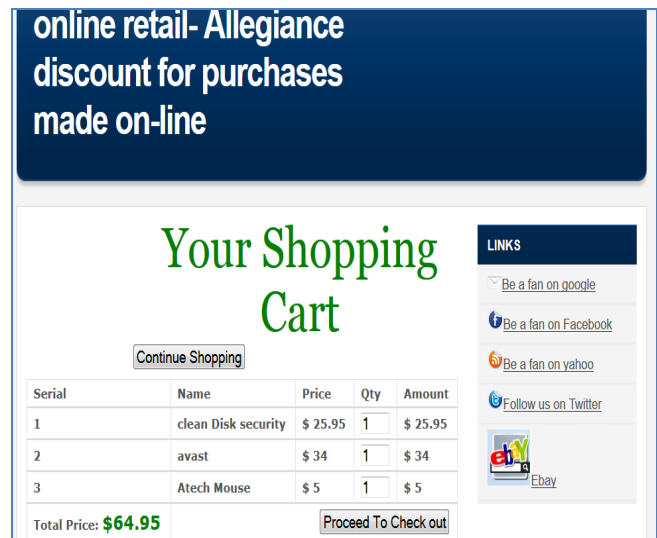 online retail- Allegiance
discount for purchases
made on-line
Your Shopping
Cart
Continue Shopping
Serial Name Price Qty Amount
1 clean Disk security $ 25.95 1 $ 25.95
2 avast $ 34 1 $ 34
3 Atech Mouse $ 5 1 $ 5
Total Price: $64.95 Proceed To Check out
LINKS
Be a fan on google
Be a fan on Facebook
Be a fan on yahoo
Follow us on Twitter
ebay
Ebay